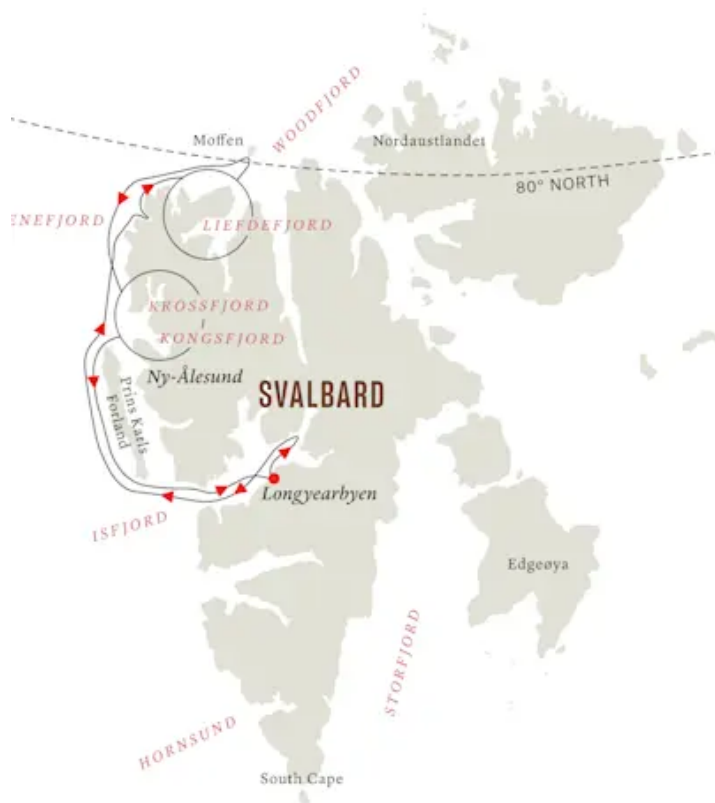 WOODFJORD
Moffen
Nordaustlandet
80° NORTH
ENEFJORD
LIEFDEFJORD
KROSSFJORD
KONGSFJORD
Ny-Ålesund
Prins Karls
Forland
SVALBARD
Longyearbyen
ISFJORD
Edgeøya
STORFJORD
HORNSUND
South Cape